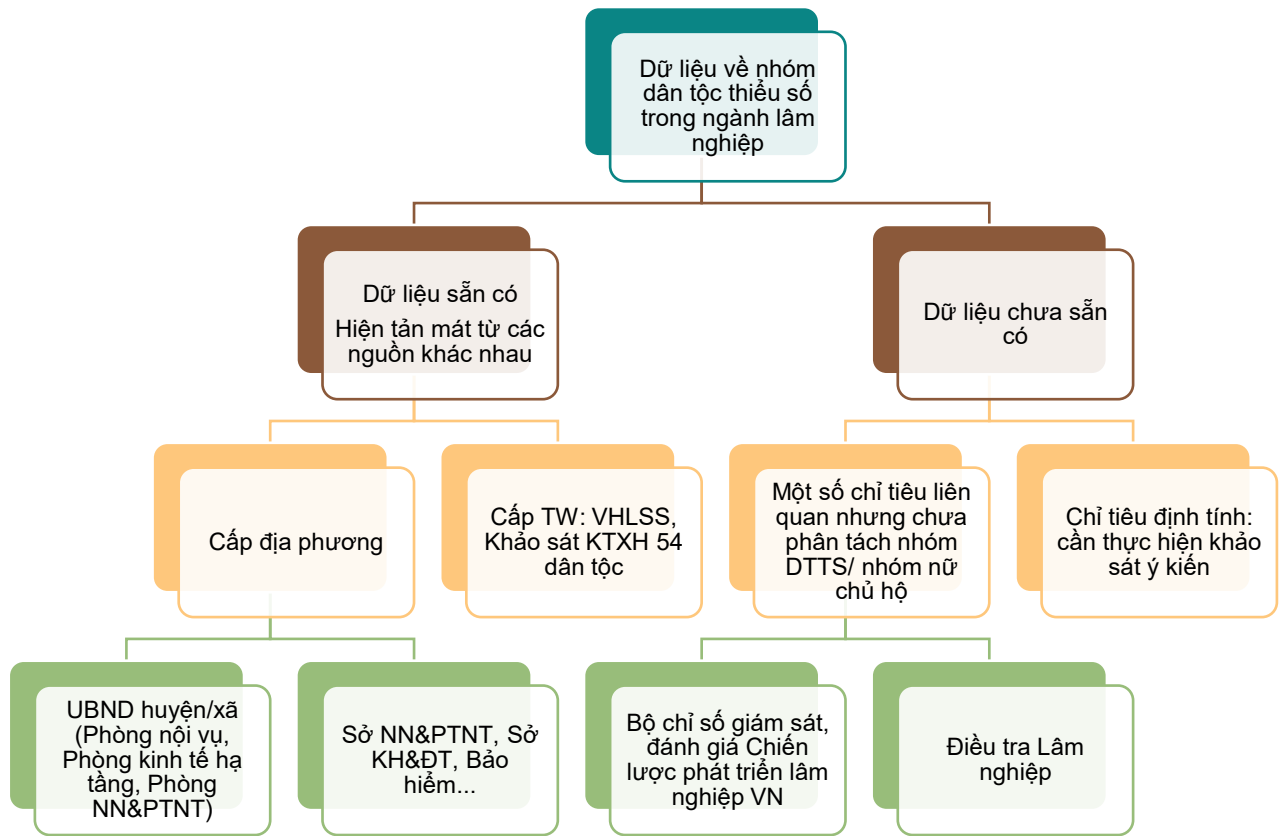 Dữ liệu về nhóm
dân tộc thiểu số
trong ngành lâm
nghiệp
Dữ liệu sẵn có
Hiện tản mát từ các
nguồn khác nhau
Dữ liệu chưa sẵn
có
Cấp địa phương
Cấp TW: VHLSS,
Khảo sát KTXH 54
dân tộc
Một số chỉ tiêu liên
quan nhưng chưa
phân tách nhóm
DTTS/ nhóm nữ
chủ hộ
Chỉ tiêu định tính:
cần thực hiện khảo
sát ý kiến
UBND huyện/xã
(Phòng nội vụ,
Phòng kinh tế hạ
tầng, Phòng
NN&PTNT)
Sở NN&PTNT, Sở
KH&ĐT, Bảo
hiểm...
Bộ chỉ số giám sát,
đánh giá Chiến
lược phát triển lâm
nghiệp VN
Điều tra Lâm
nghiệp